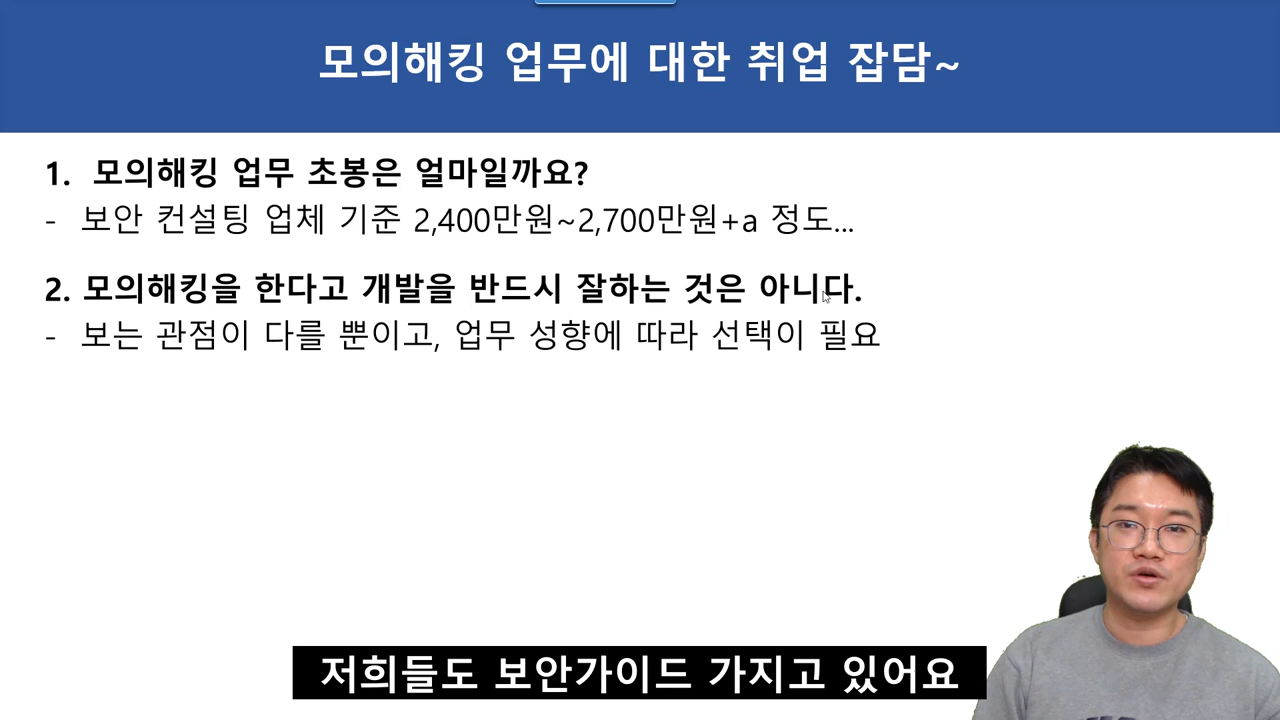 모의해킹 업무에 대한 취업 잡담~
1. 모의해킹 업무 초봉은 얼마일까요?
- 보안 컨설팅 업체 기준 2,400만원~2,700만원+a 정도...
2. 모의해킹을 한다고 개발을 반드시 잘하는 것은 아니다.
- 보는 관점이 다를 뿐이고, 업무 성향에 따라 선택이 필요
저희들도 보안가이드 가지고 있어요